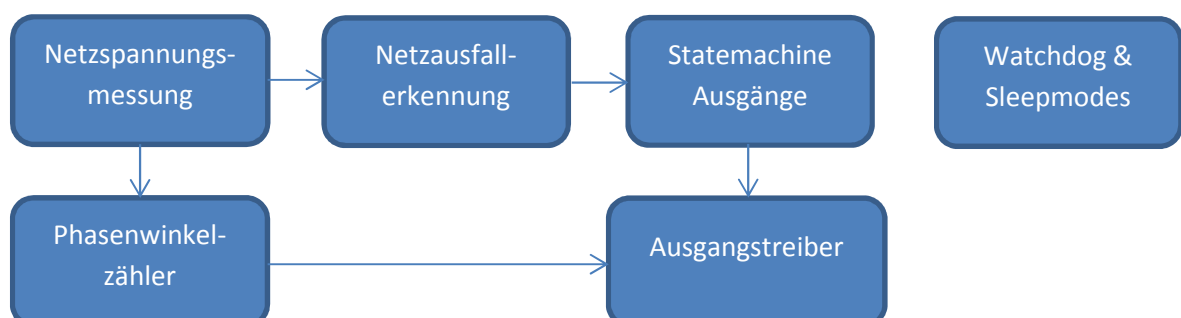 Netzspannungs-
messung
Netzausfall-
erkennung
Statemachine
Ausgänge
Watchdog &
Sleepmodes
Phasenwinkel-
zähler
Ausgangstreiber